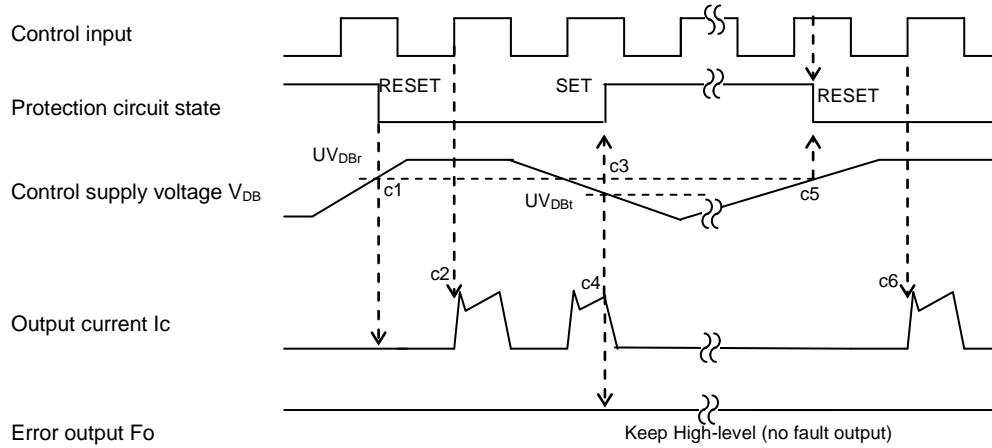 Control input
RESET
SET
RESET
Protection circuit state
UVDBr
c1
c3
c5
Control supply voltage VDB
UVDBt
c2
c4
c6
Output current Ic
Error output Fo
Keep High-level (no fault output)